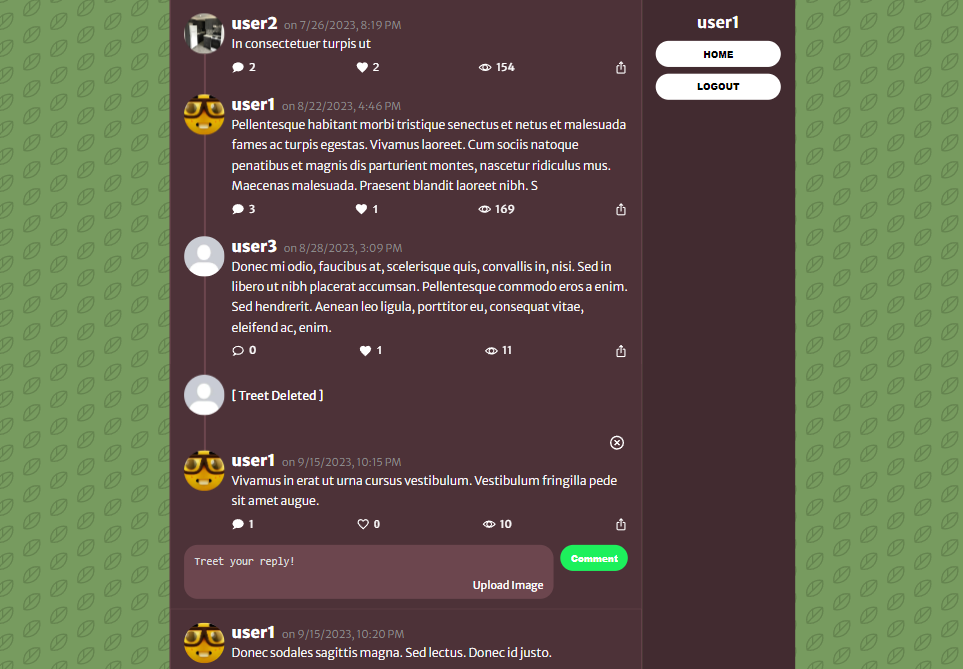 user2 on 7/26/2023, 8:19 PM
In consectetuer turpis ut
2 2 154
user1 on 8/22/2023, 4:46 PM
Pellentesque habitant morbi tristique senectus et netus et malesuada
fames ac turpis egestas. Vivamus laoreet. Cum sociis natoque
penatibus et magnis dis parturient montes, nascetur ridiculus mus.
Maecenas malesuada. Praesent blandit laoreet nibh. S
3 1 169
user3 on 8/28/2023, 3:09 PM
Donec mi odio, faucibus at, scelerisque quis, convallis in, nisi. Sed in
libero ut nibh placerat accumsan. Pellentesque commodo eros a enim.
Sed hendrerit. Aenean leo ligula, porttitor eu, consequat vitae,
eleifend ac, enim.
0 1 11
[ Treet Deleted ]
user1 on 9/15/2023, 10:15 PM
Vivamus in erat ut urna cursus vestibulum. Vestibulum fringilla pede
sit amet augue.
1 0 10
Treet your reply!
Comment
Upload Image
user1 on 9/15/2023, 10:20 PM
Donec sodales sagittis magna. Sed lectus. Donec id justo.
user1
HOME
LOGOUT